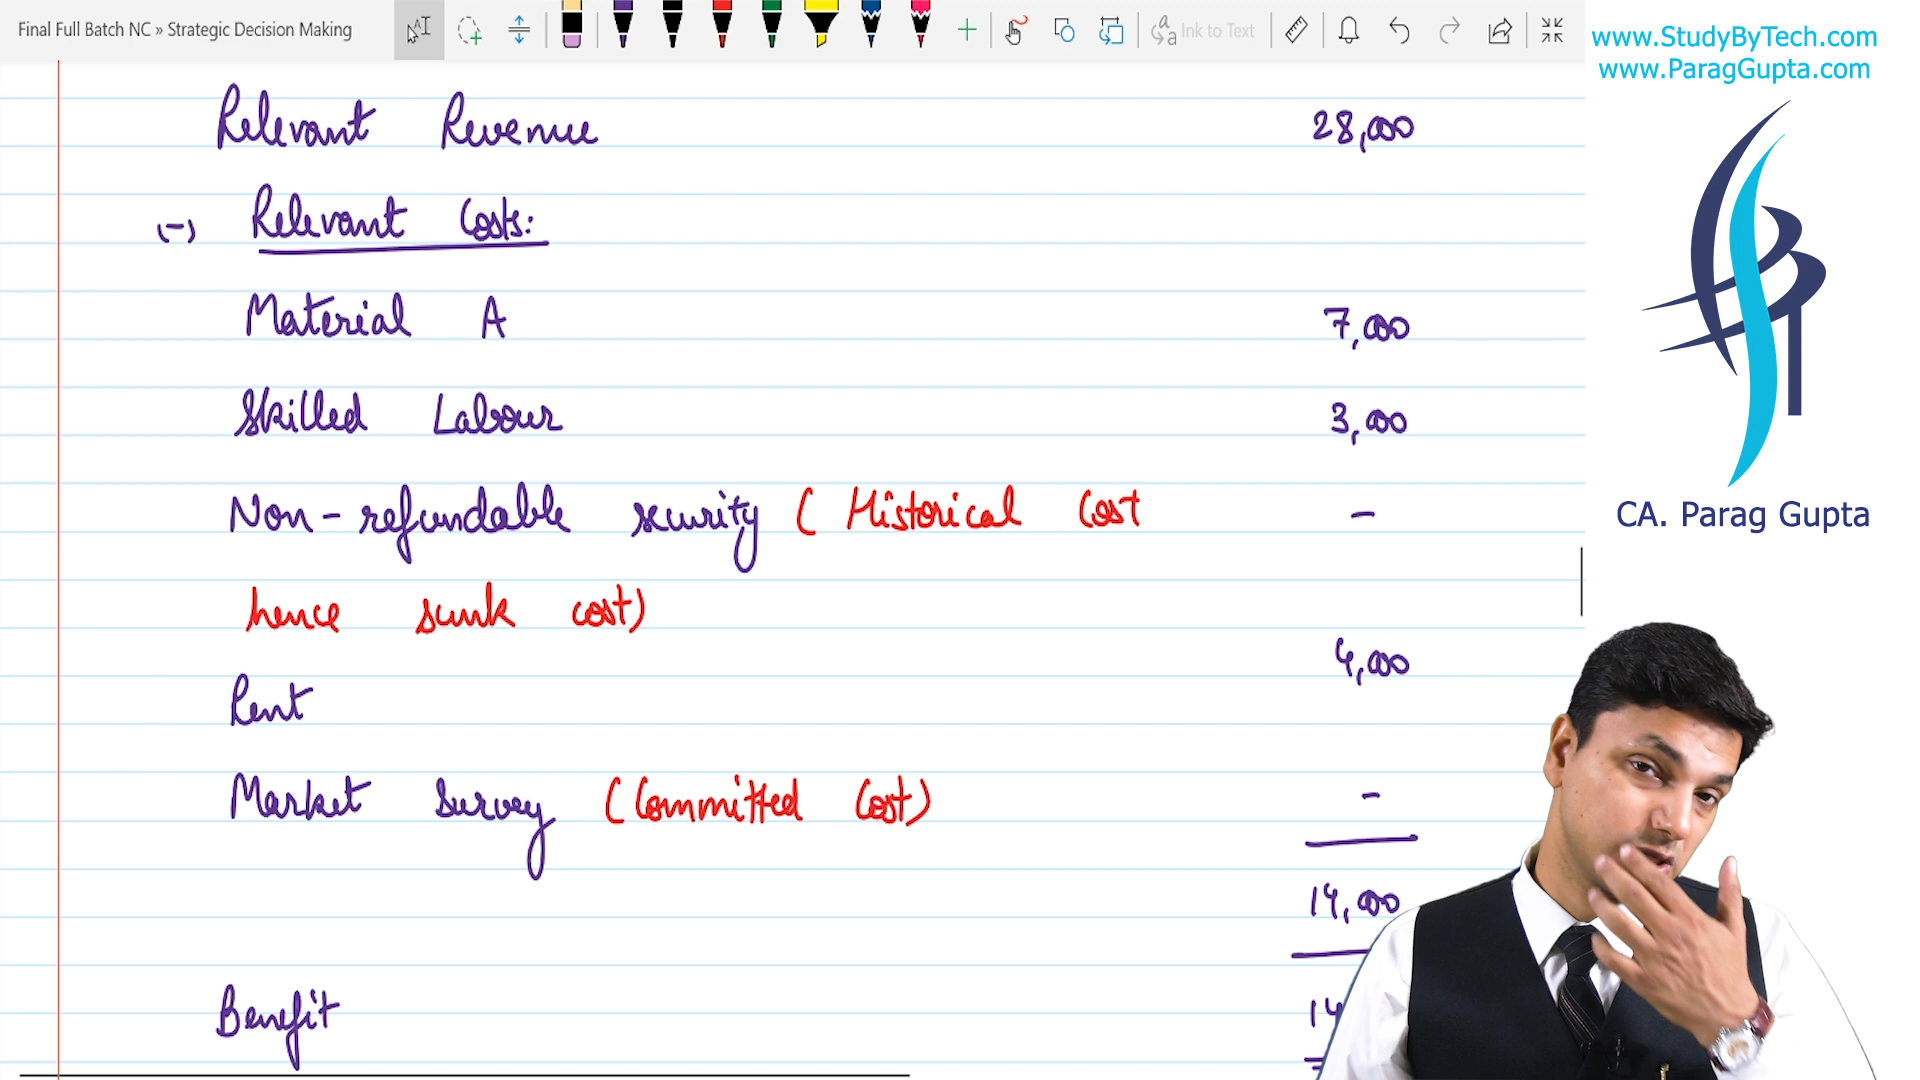 Final Full Batch NC » Strategic Decision Making
Ink to Text
www.StudyByTech.com
www.ParagGupta.com
Relevant Revenue 28,000
(-) Relevant Costs:
Material A 7,000
Skilled Labour 3,000
Non-refundable security (Historical Cost -
hence sunk cost)
4,000
Rent
Market Survey (Committed Cost) -
14,000
Benefit 14
CA. Parag Gupta